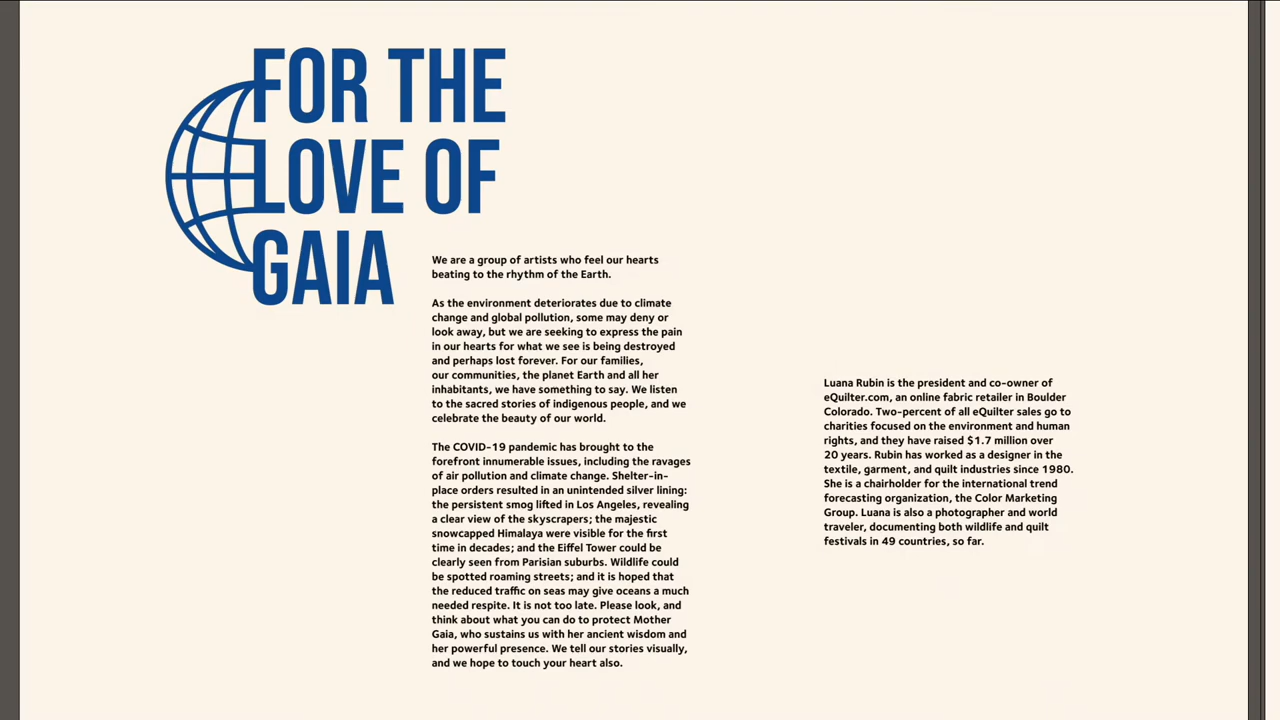 FOR THE
LOVE OF
GAIA
We are a group of artists who feel our hearts
beating to the rhythm of the Earth.
As the environment deteriorates due to climate
change and global pollution, some may deny or
look away, but we are seeking to express the pain
in our hearts for what we see is being destroyed
and perhaps lost forever. For our families,
our communities, the planet Earth and all her
inhabitants, we have something to say. We listen
to the sacred stories of indigenous people, and we
celebrate the beauty of our world.
The COVID-19 pandemic has brought to the
forefront innumerable issues, including the ravages
of air pollution and climate change. Shelter-in-
place orders resulted in an unintended silver lining:
the persistent smog lifted in Los Angeles, revealing
a clear view of the skyscrapers; the majestic
snowcapped Himalaya were visible for the first
time in decades; and the Eiffel Tower could be
clearly seen from Parisian suburbs. Wildlife could
be spotted roaming streets; and it is hoped that
the reduced traffic on seas may give oceans a much
needed respite. It is not too late. Please look, and
think about what you can do to protect Mother
Gaia, who sustains us with her ancient wisdom and
her powerful presence. We tell our stories visually,
and we hope to touch your heart also.
Luana Rubin is the president and co-owner of
eQuilter.com, an online fabric retailer in Boulder
Colorado. Two-percent of all eQuilter sales go to
charities focused on the environment and human
rights, and they have raised $1.7 million over
20 years. Rubin has worked as a designer in the
textile, garment, and quilt industries since 1980.
She is a chairholder for the international trend
forecasting organization, the Color Marketing
Group. Luana is also a photographer and world
traveler, documenting both wildlife and quilt
festivals in 49 countries, so far.